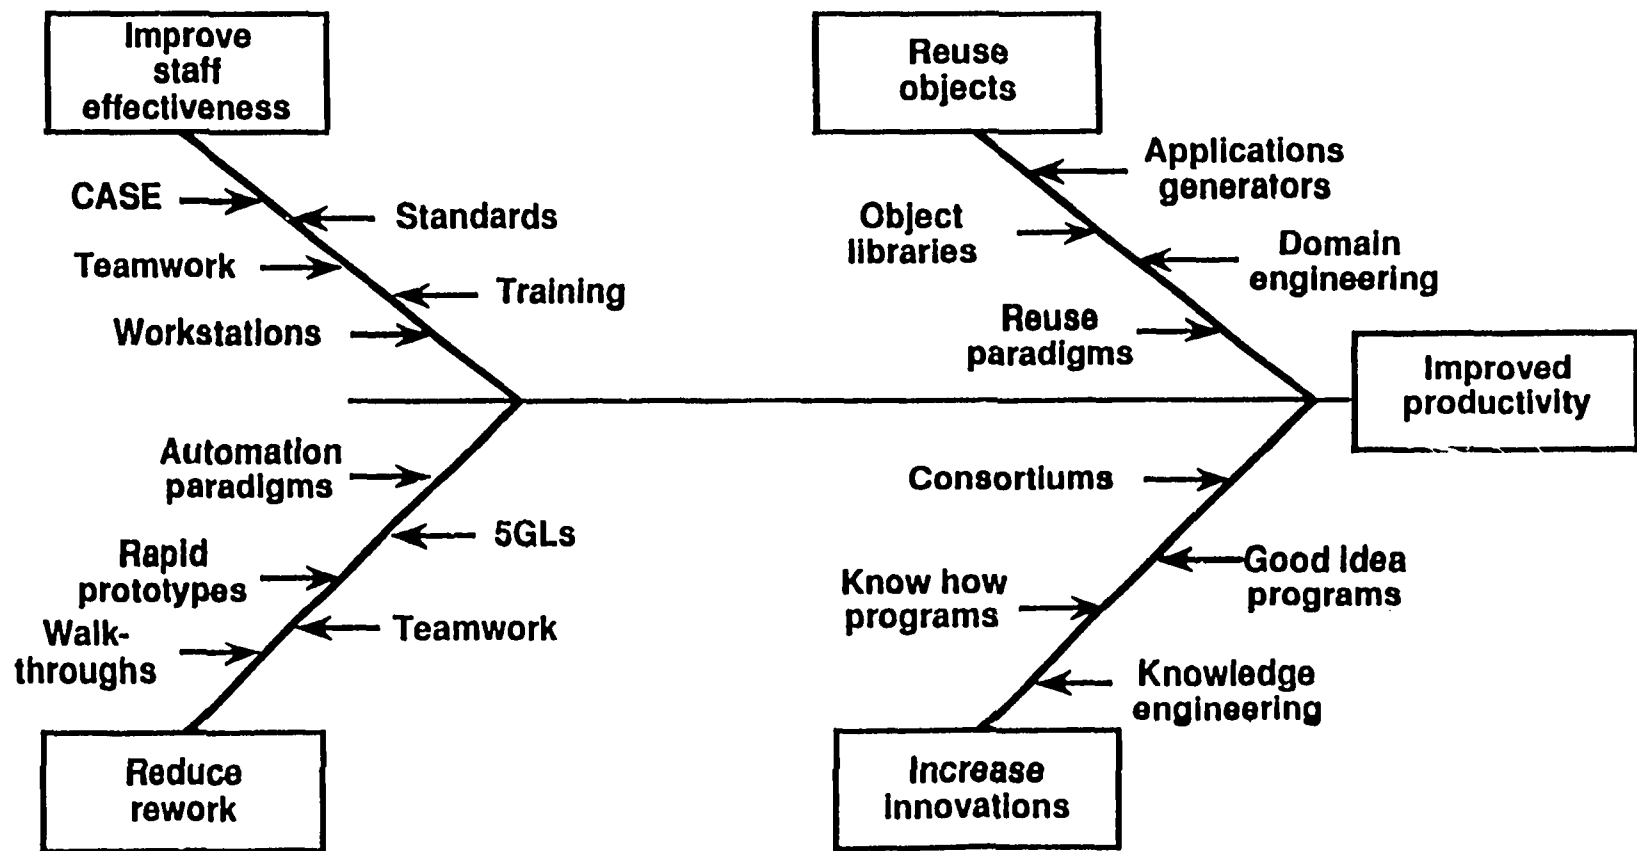 Improve
staff
effectiveness
Reuse
objects
CASE
Standards
Teamwork
Training
Workstations
Applications
generators
Object
libraries
Domain
engineering
Reuse
paradigms
Improved
productivity
Automation
paradigms
5GLs
Rapid
prototypes
Teamwork
Walk-
throughs
Reduce
rework
Consortiums
Good idea
programs
Know how
programs
Knowledge
engineering
Increase
innovations